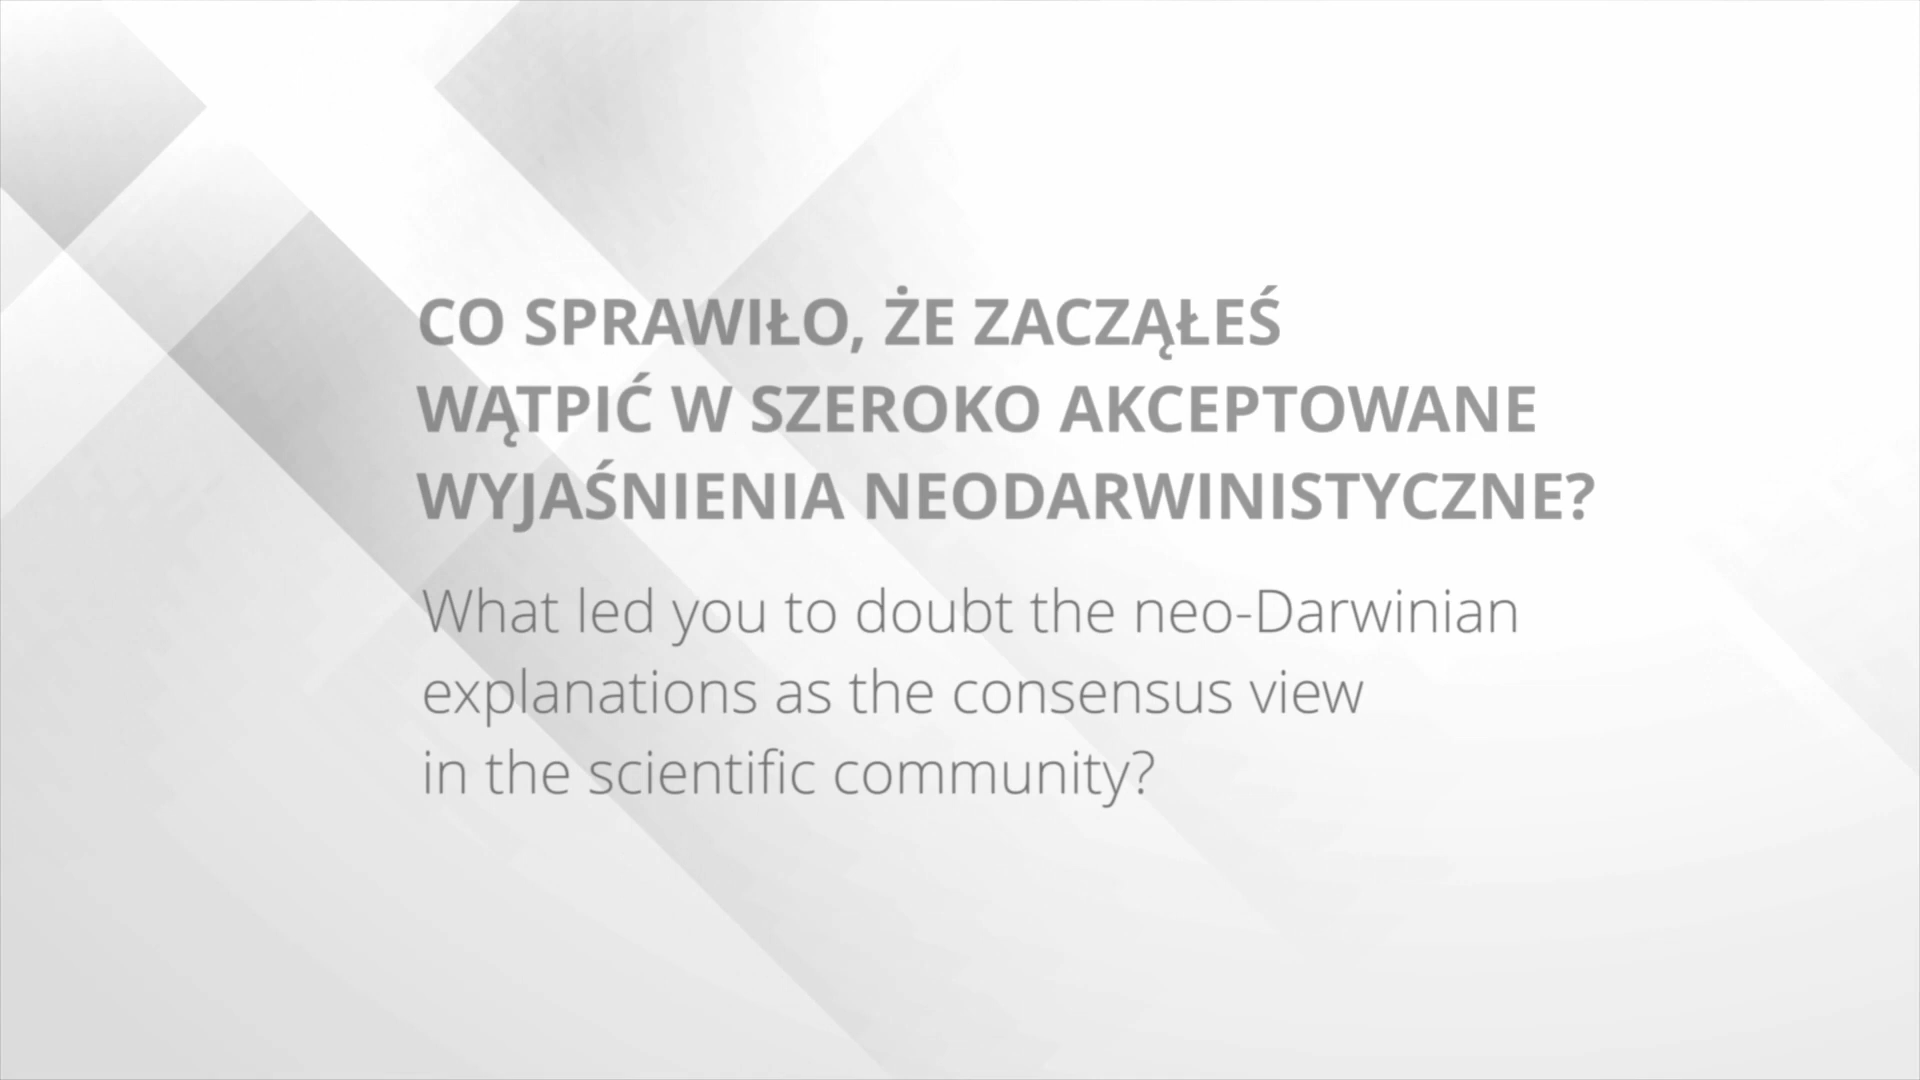 CO SPRAWIŁO, ŻE ZACZĄŁEŚ
WĄTPIĆ W SZEROKO AKCEPTOWANE
WYJAŚNIENIA NEODARWINISTYCZNE?
What led you to doubt the neo-Darwinian
explanations as the consensus view
in the scientific community?